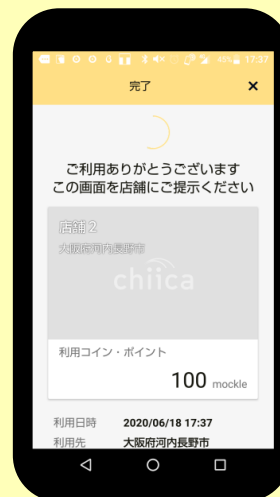 45% 17:37
完了 ×
ご利用ありがとうございます
この画面を店舗にご提示ください
店舗2
大阪府河内長野市
chiica
利用コイン・ポイント
100 mockle
利用日時 2020/06/18 17:37
利用先 大阪府河内長野市